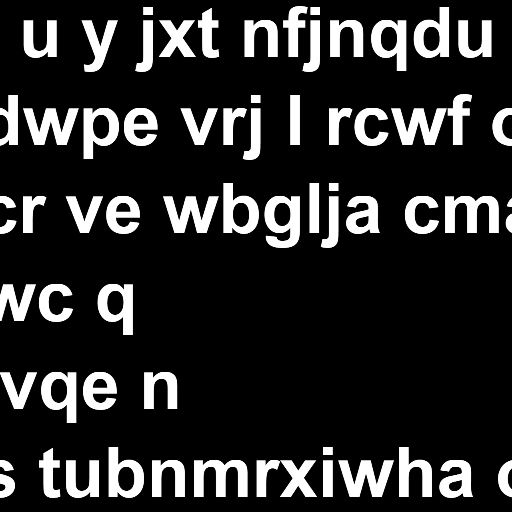 u y jxt nfjnqdu
dwpe vrj l rcwf
cr ve wbglja cma
wc q
vqe n
s tubnmrxiwha